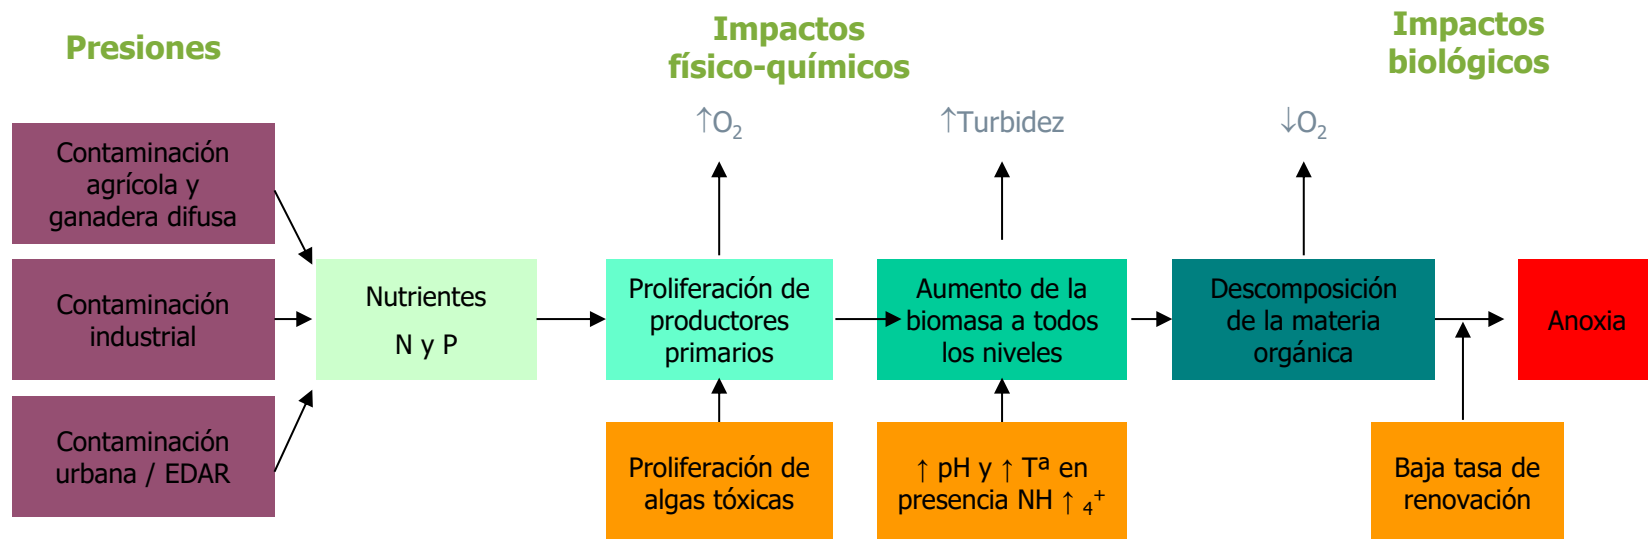 Presiones
Impactos
físico-químicos
Impactos
biológicos
↑O₂
↑Turbidez
↓O₂
Contaminación
agrícola y
ganadera difusa
Contaminación
industrial
Contaminación
urbana / EDAR
Nutrientes
N y P
Proliferación de
productores
primarios
Aumento de la
biomasa a todos
los niveles
Descomposición
de la materia
orgánica
Anoxia
Proliferación de
algas tóxicas
↑ pH y ↑ Tª en
presencia NH ↑ ₄⁺
Baja tasa de
renovación